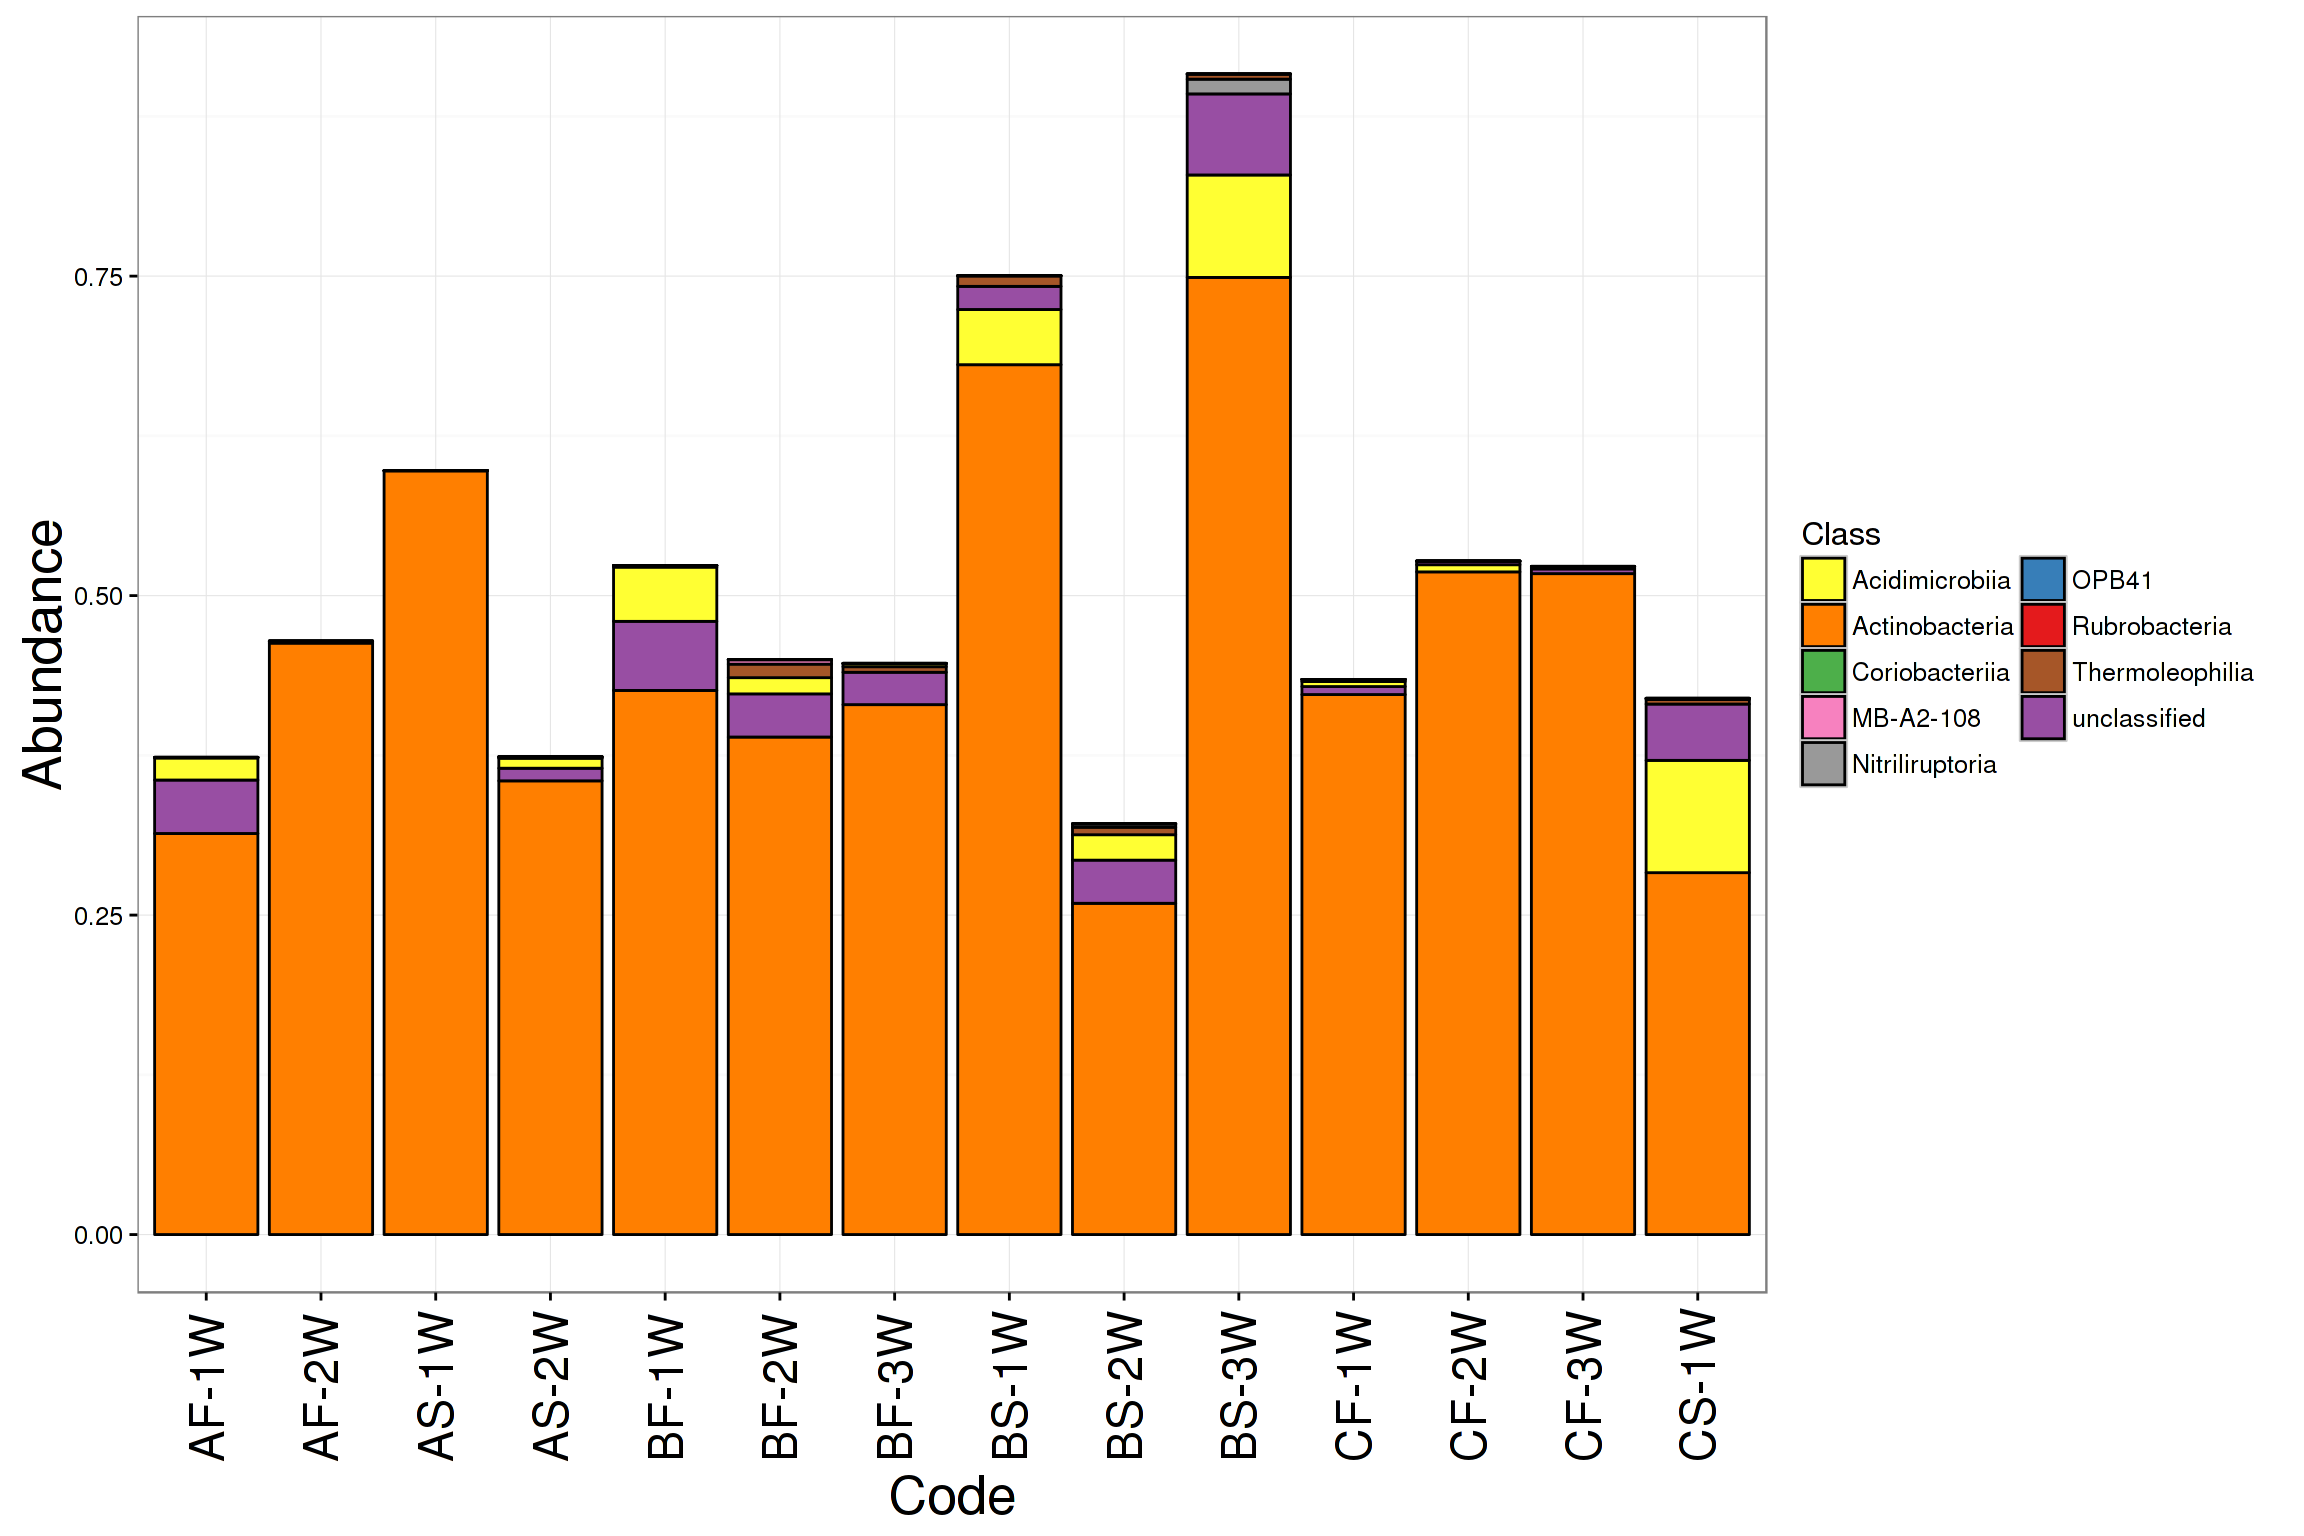 Abundance
0.75
0.50
0.25
0.00
AF-1W
AF-2W
AS-1W
AS-2W
BF-1W
BF-2W
BF-3W
BS-1W
BS-2W
BS-3W
CF-1W
CF-2W
CF-3W
CS-1W
Code
Class
Acidimicrobiia
Actinobacteria
Coriobacteriia
MB-A2-108
Nitriliruptoria
OPB41
Rubrobacteria
Thermoleophilia
unclassified